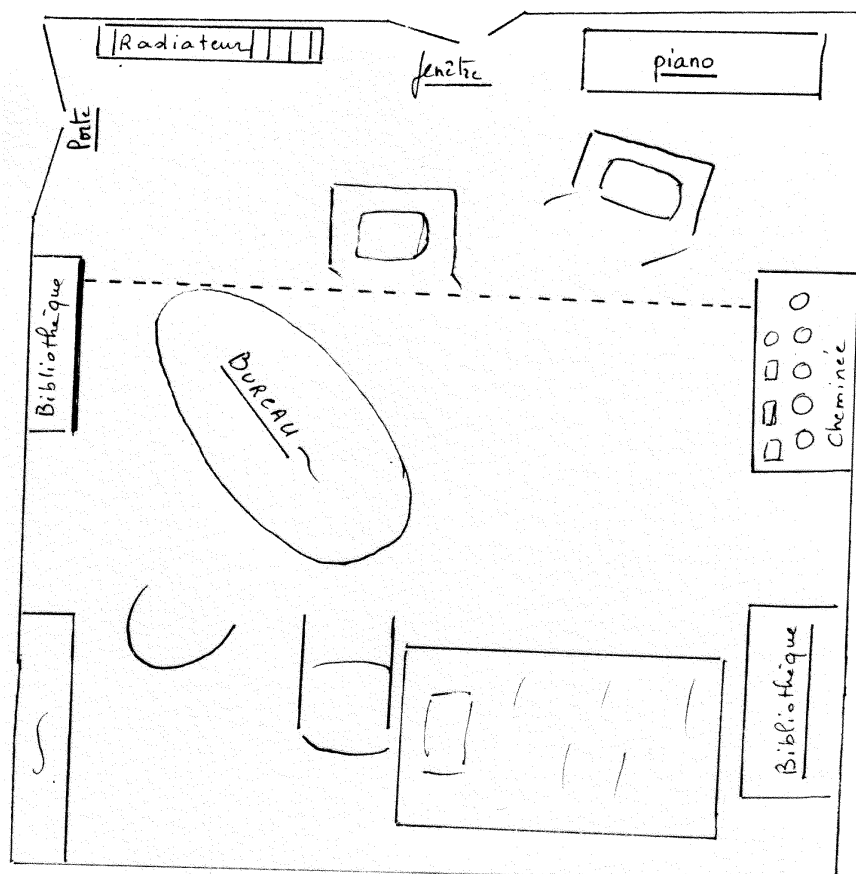 Radiateur
fenêtre
piano
Porte
Bibliothèque
BUREAU
Cheminée
Bibliothèque